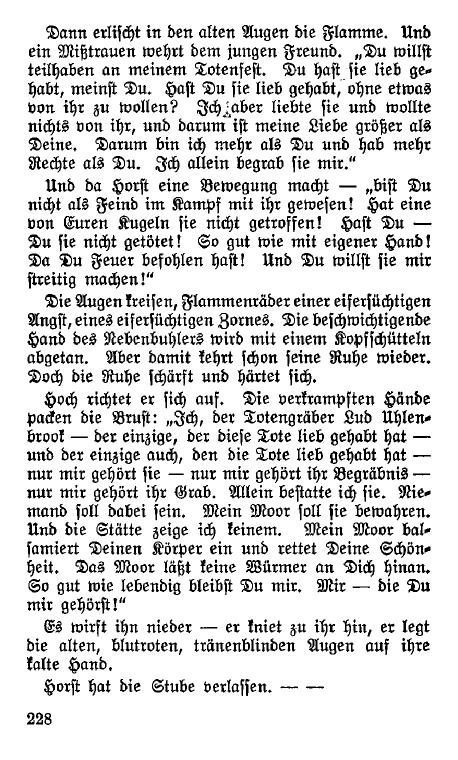 Dann erlischt in den alten Augen die Flamme. Und
ein Mißtrauen wehrt dem jungen Freund. „Du willst
teilhaben an meinem Totenfest. Du hast sie lieb ge-
habt, meinst Du. Hast Du sie lieb gehabt, ohne etwas
von ihr zu wollen? Ich aber liebte sie und wollte
nichts von ihr, und darum ist meine Liebe größer als
Deine. Darum bin ich mehr als Du und hab mehr
Rechte als Du. Ich allein begrab sie mir.“
Und da Horst eine Bewegung macht — „bist Du
nicht als Feind im Kampf mit ihr gewesen! Hat eine
von Euren Kugeln sie nicht getroffen! Hast Du —
Du sie nicht getötet! So gut wie mit eigener Hand!
Da Du Feuer befohlen hast! Und Du willst sie mir
streitig machen!“
Die Augen kreisen, Flammenräder einer eifersüchtigen
Angst, eines eifersüchtigen Zornes. Die beschwichtigende
Hand des Nebenbuhlers wird mit einem Kopfschütteln
abgetan. Aber damit kehrt schon seine Ruhe wieder.
Doch die Ruhe schärft und härtet sich.
Hoch richtet er sich auf. Die verkrampften Hände
packen die Brust: „Ich, der Totengräber Lud Uhlen-
brook — der einzige, der diese Tote lieb gehabt hat —
und der einzige auch, den die Tote lieb gehabt hat —
nur mir gehört sie — nur mir gehört ihr Begräbnis —
nur mir gehört ihr Grab. Allein bestatte ich sie. Nie-
mand soll dabei sein. Mein Moor soll sie bewahren.
Und die Stätte zeige ich keinem. Mein Moor bal-
samiert Deinen Körper ein und rettet Deine Schön-
heit. Das Moor läßt keine Würmer an Dich hinan.
So gut wie lebendig bleibst Du mir. Mir — die Du
mir gehörst!“
Es wirft ihn nieder — er kniet zu ihr hin, er legt
die alten, blutroten, tränenblinden Augen auf ihre
kalte Hand.
Horst hat die Stube verlassen. — —
228